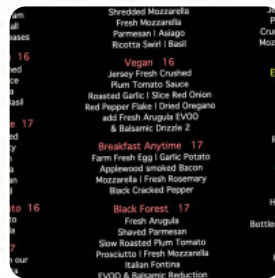 Shredded Mozzarella
Fresh Mozzarella
Parmesan | Asiago
Ricotta Swirl | Basil
Vegan 16
Jersey Fresh Crushed
Plum Tomato Sauce
Roasted Garlic | Slice Red Onion
Red Pepper Flake | Dried Oregano
add Fresh Arugula EVOO
& Balsamic Drizzle 2
Breakfast Anytime 17
Farm Fresh Egg | Garlic Potato
Applewood smoked Bacon
Mozzarella | Fresh Rosemary
Black Cracked Pepper
Black Forest 17
Fresh Arugula
Shaved Parmesan
Slow Roasted Plum Tomato
Prosciutto | Fresh Mozzarella
Italian Fontina
EVOO & Balsamic Reduction
16
17
16